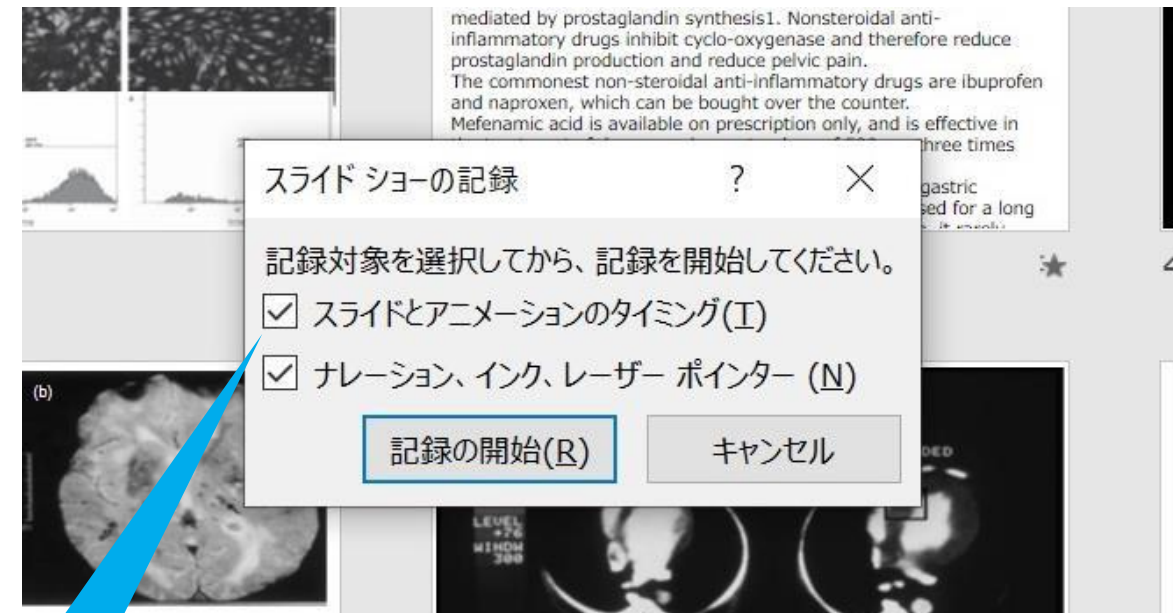 mediated by prostaglandin synthesis1. Nonsteroidal anti-
inflammatory drugs inhibit cyclo-oxygenase and therefore reduce
prostaglandin production and reduce pelvic pain.
The commonest non-steroidal anti-inflammatory drugs are ibuprofen
and naproxen, which can be bought over the counter.
Mefenamic acid is available on prescription only, and is effective in
three times
gastric
sed for a long
it rarely
スライド ショーの記録 ?
記録対象を選択してから、記録を開始してください。
スライドとアニメーションのタイミング(T)
ナレーション、インク、レーザー ポインター (N)
記録の開始(R) キャンセル
(b)
DED
LEVEL
+76
WINDW
300